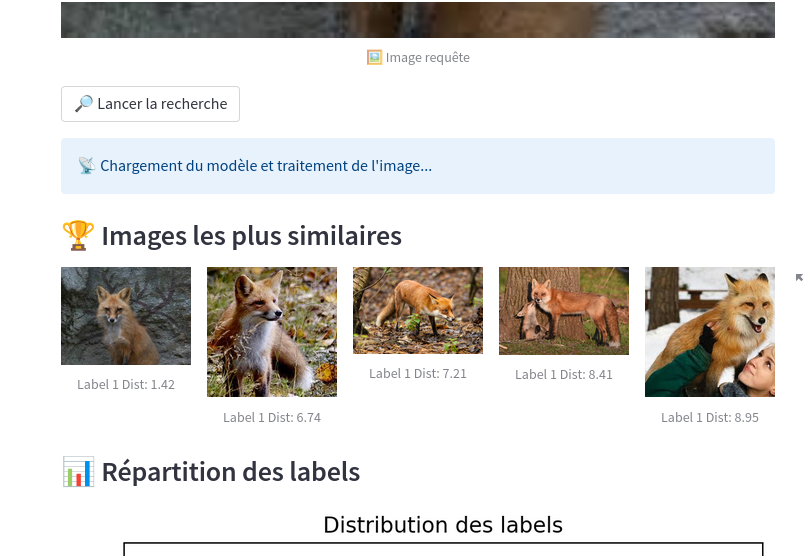 🖼️ Image requête
🔎 Lancer la recherche
📡 Chargement du modèle et traitement de l'image...
🏆 Images les plus similaires
Label 1 Dist: 1.42
Label 1 Dist: 6.74
Label 1 Dist: 7.21
Label 1 Dist: 8.41
Label 1 Dist: 8.95
📊 Répartition des labels
Distribution des labels